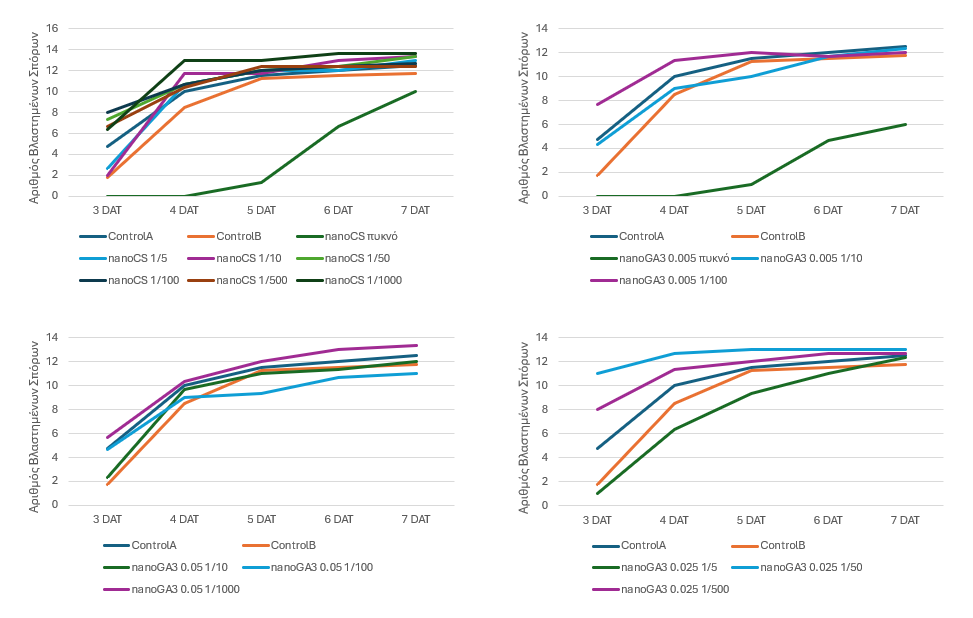 Αριθμός Βλαστημένων Σπόρων
16
14
12
10
8
6
4
2
0
3 DAT 4 DAT 5 DAT 6 DAT 7 DAT
ControlA ControlB nanoCS πυκνό
nanoCS 1/5 nanoCS 1/10 nanoCS 1/50
nanoCS 1/100 nanoCS 1/500 nanoCS 1/1000
Αριθμός Βλαστημένων Σπόρων
14
12
10
8
6
4
2
0
3 DAT 4 DAT 5 DAT 6 DAT 7 DAT
ControlA ControlB
nanoGA3 0.005 πυκνό nanoGA3 0.005 1/10
nanoGA3 0.005 1/100
Αριθμός Βλαστημένων Σπόρων
14
12
10
8
6
4
2
0
3 DAT 4 DAT 5 DAT 6 DAT 7 DAT
ControlA ControlB
nanoGA3 0.05 1/10 nanoGA3 0.05 1/100
nanoGA3 0.05 1/1000
Αριθμός Βλαστημένων Σπόρων
14
12
10
8
6
4
2
0
3 DAT 4 DAT 5 DAT 6 DAT 7 DAT
ControlA ControlB
nanoGA3 0.025 1/5 nanoGA3 0.025 1/50
nanoGA3 0.025 1/500